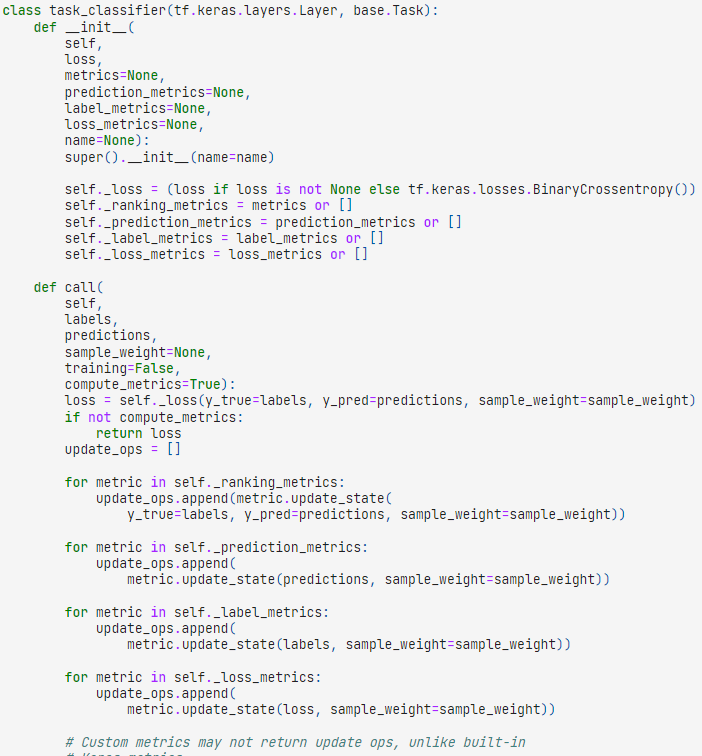 class task_classifier(tf.keras.layers.Layer, base.Task):
    def __init__(
        self,
        loss,
        metrics=None,
        prediction_metrics=None,
        label_metrics=None,
        loss_metrics=None,
        name=None):
        super().__init__(name=name)

        self._loss = (loss if loss is not None else tf.keras.losses.BinaryCrossentropy())
        self._ranking_metrics = metrics or []
        self._prediction_metrics = prediction_metrics or []
        self._label_metrics = label_metrics or []
        self._loss_metrics = loss_metrics or []

    def call(
        self,
        labels,
        predictions,
        sample_weight=None,
        training=False,
        compute_metrics=True):
        loss = self._loss(y_true=labels, y_pred=predictions, sample_weight=sample_weight)
        if not compute_metrics:
            return loss
        update_ops = []

        for metric in self._ranking_metrics:
            update_ops.append(metric.update_state(
                y_true=labels, y_pred=predictions, sample_weight=sample_weight))

        for metric in self._prediction_metrics:
            update_ops.append(
                metric.update_state(predictions, sample_weight=sample_weight))

        for metric in self._label_metrics:
            update_ops.append(
                metric.update_state(labels, sample_weight=sample_weight))

        for metric in self._loss_metrics:
            update_ops.append(
                metric.update_state(loss, sample_weight=sample_weight))

        # Custom metrics may not return update ops, unlike built-in
        # Keras metrics